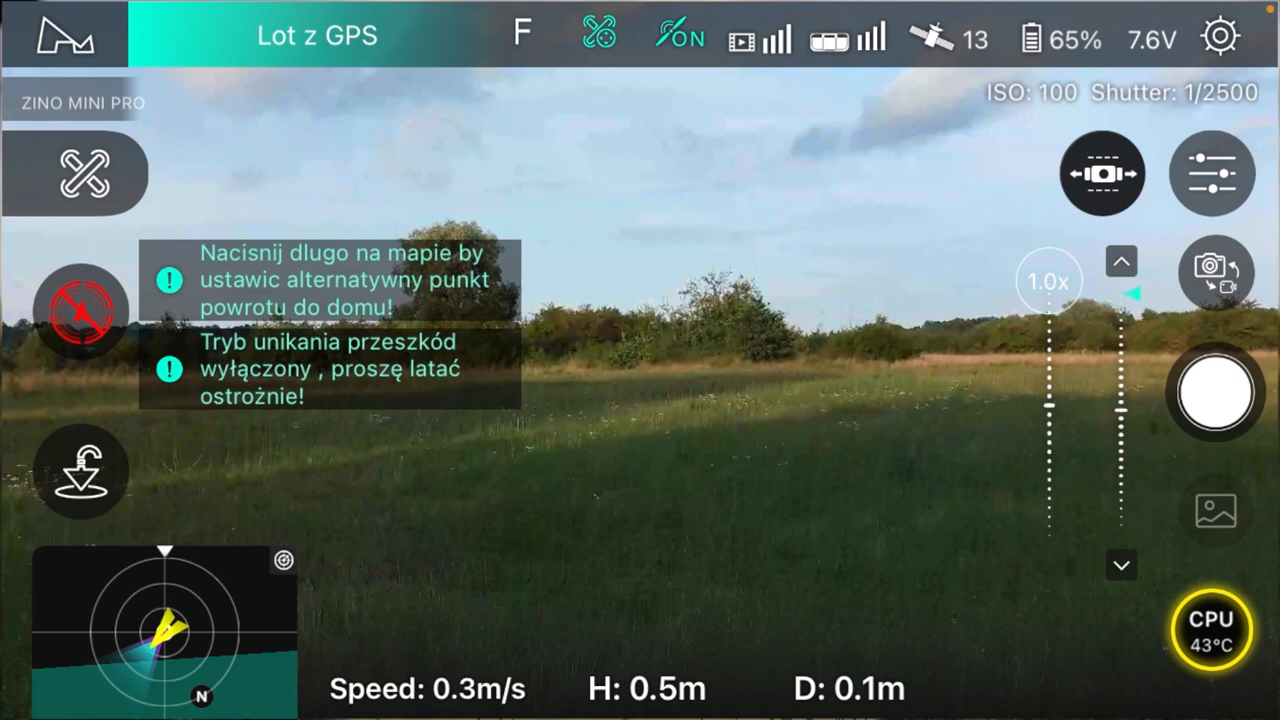 Lot z GPS
F
ON
13
65%
7.6V
ZINO MINI PRO
ISO: 100 Shutter: 1/2500
Nacisnij dlugo na mapie by
ustawic alternatywny punkt
powrotu do domu!
Tryb unikania przeszkód
wyłączony , proszę latać
ostrożnie!
1.0x
CPU
43°C
N
Speed: 0.3m/s
H: 0.5m
D: 0.1m